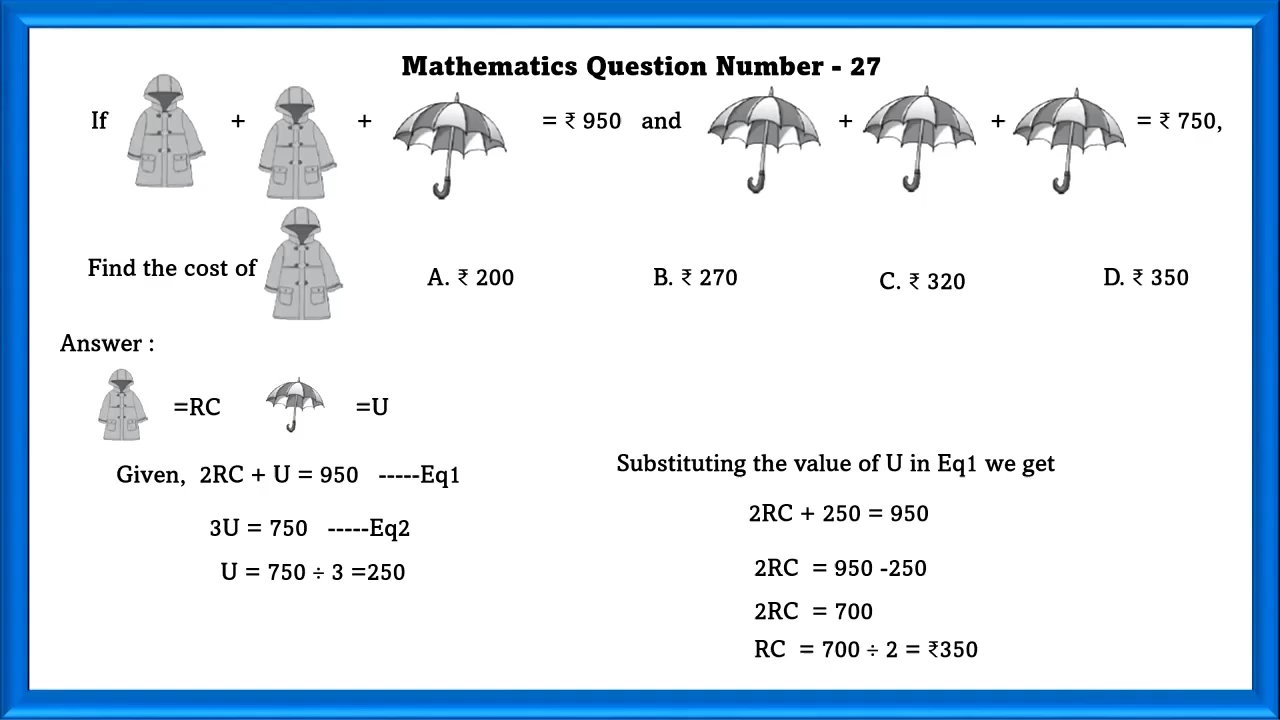 Mathematics Question Number - 27
If + + = ₹ 950 and + + = ₹ 750,
Find the cost of A. ₹ 200 B. ₹ 270 C. ₹ 320 D. ₹ 350
Answer :
=RC =U
Given, 2RC + U = 950 -----Eq1
3U = 750 -----Eq2
U = 750 ÷ 3 =250
Substituting the value of U in Eq1 we get
2RC + 250 = 950
2RC = 950 -250
2RC = 700
RC = 700 ÷ 2 = ₹350